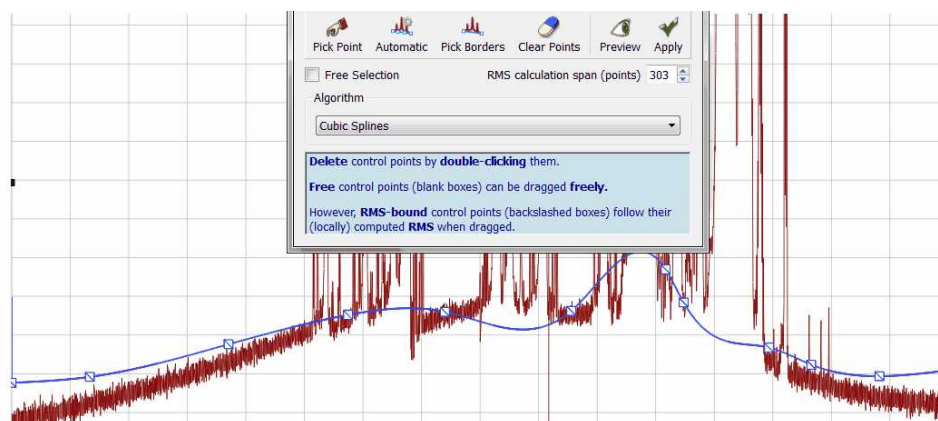 Pick Point Automatic Pick Borders Clear Points Preview Apply
Free Selection RMS calculation span (points) 303
Algorithm
Cubic Splines
Delete control points by double-clicking them.
Free control points (blank boxes) can be dragged freely.
However, RMS-bound control points (backslashed boxes) follow their
(locally) computed RMS when dragged.